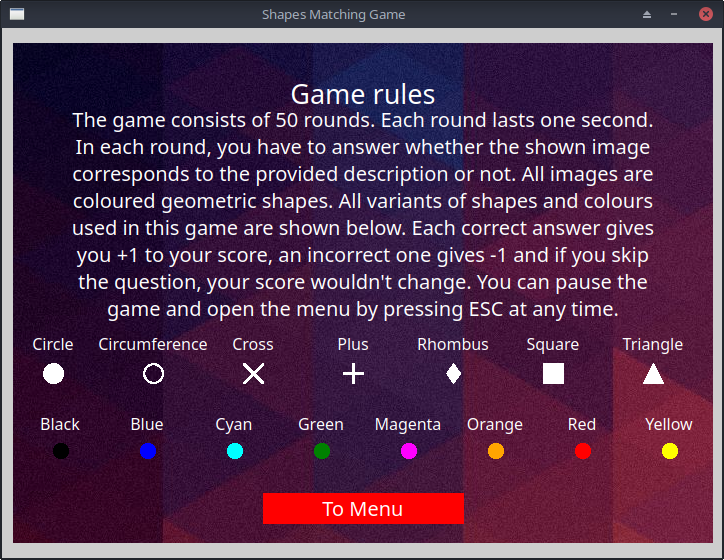 Shapes Matching Game
Game rules
The game consists of 50 rounds. Each round lasts one second.
In each round, you have to answer whether the shown image
corresponds to the provided description or not. All images are
coloured geometric shapes. All variants of shapes and colours
used in this game are shown below. Each correct answer gives
you +1 to your score, an incorrect one gives -1 and if you skip
the question, your score wouldn't change. You can pause the
game and open the menu by pressing ESC at any time.
Circle Circumference Cross Plus Rhombus Square Triangle
Black Blue Cyan Green Magenta Orange Red Yellow
To Menu